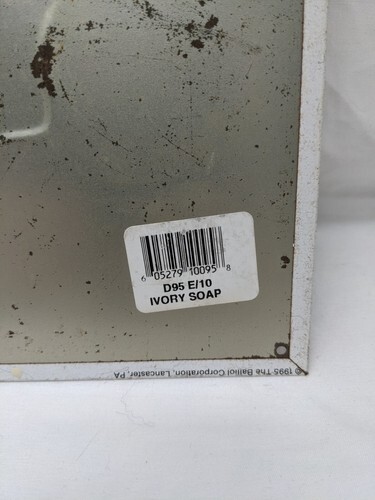 6 05279 10095 8
D95 E/10
IVORY SOAP
© 1995 The Balliol Corporation, Lancaster, PA